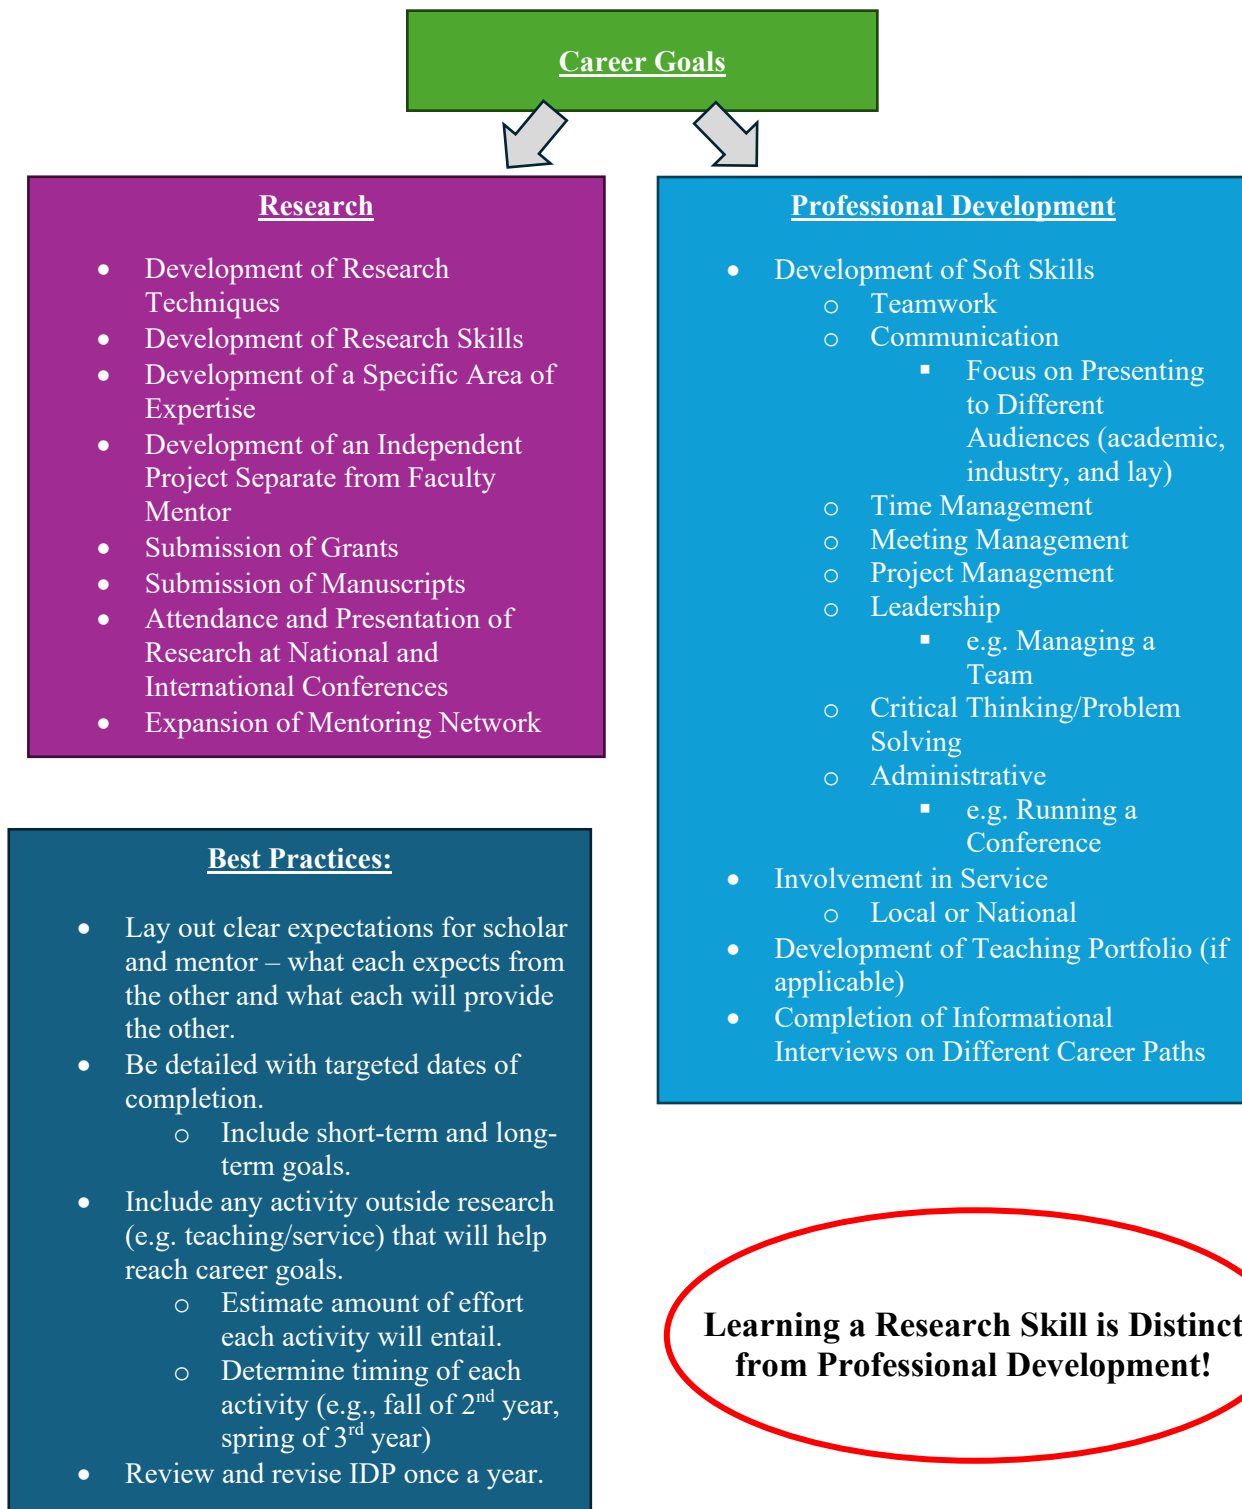 Career Goals
Research
• Development of Research
Techniques
• Development of Research Skills
• Development of a Specific Area of
Expertise
• Development of an Independent
Project Separate from Faculty
Mentor
• Submission of Grants
• Submission of Manuscripts
• Attendance and Presentation of
Research at National and
International Conferences
• Expansion of Mentoring Network
Professional Development
• Development of Soft Skills
o Teamwork
o Communication
▪ Focus on Presenting
to Different
Audiences (academic,
industry, and lay)
o Time Management
o Meeting Management
o Project Management
o Leadership
▪ e.g. Managing a
Team
o Critical Thinking/Problem
Solving
o Administrative
▪ e.g. Running a
Conference
• Involvement in Service
o Local or National
• Development of Teaching Portfolio (if
applicable)
• Completion of Informational
Interviews on Different Career Paths
Best Practices:
• Lay out clear expectations for scholar
and mentor – what each expects from
the other and what each will provide
the other.
• Be detailed with targeted dates of
completion.
o Include short-term and long-
term goals.
• Include any activity outside research
(e.g. teaching/service) that will help
reach career goals.
o Estimate amount of effort
each activity will entail.
o Determine timing of each
activity (e.g., fall of 2nd year,
spring of 3rd year)
• Review and revise IDP once a year.
Learning a Research Skill is Distinct
from Professional Development!